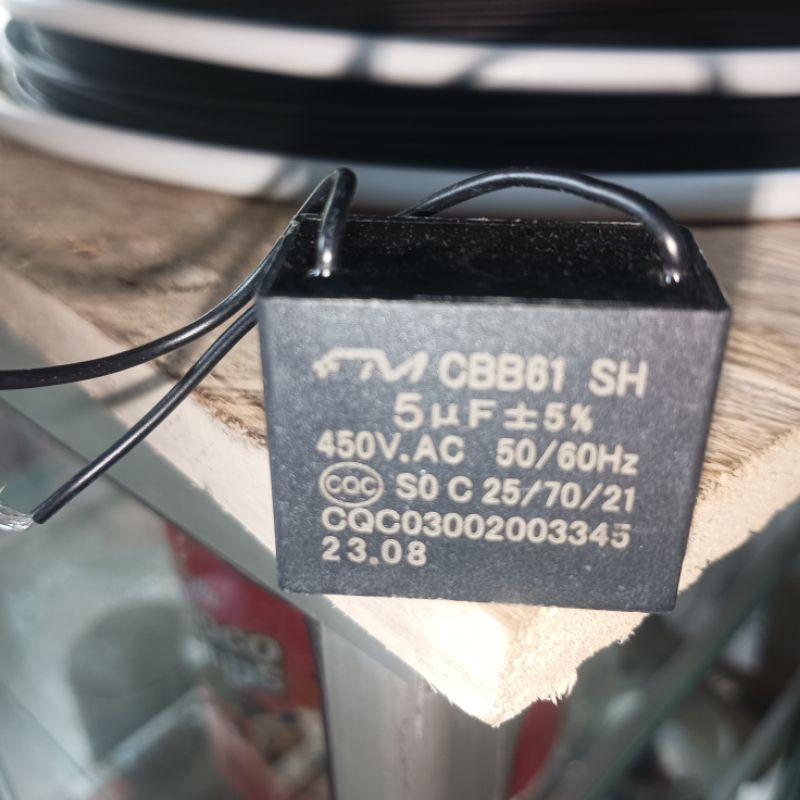 CBB61 SH
5μF±5%
450V.AC 50/60Hz
CQC S0 C 25/70/21
CQC03002003345
23.08